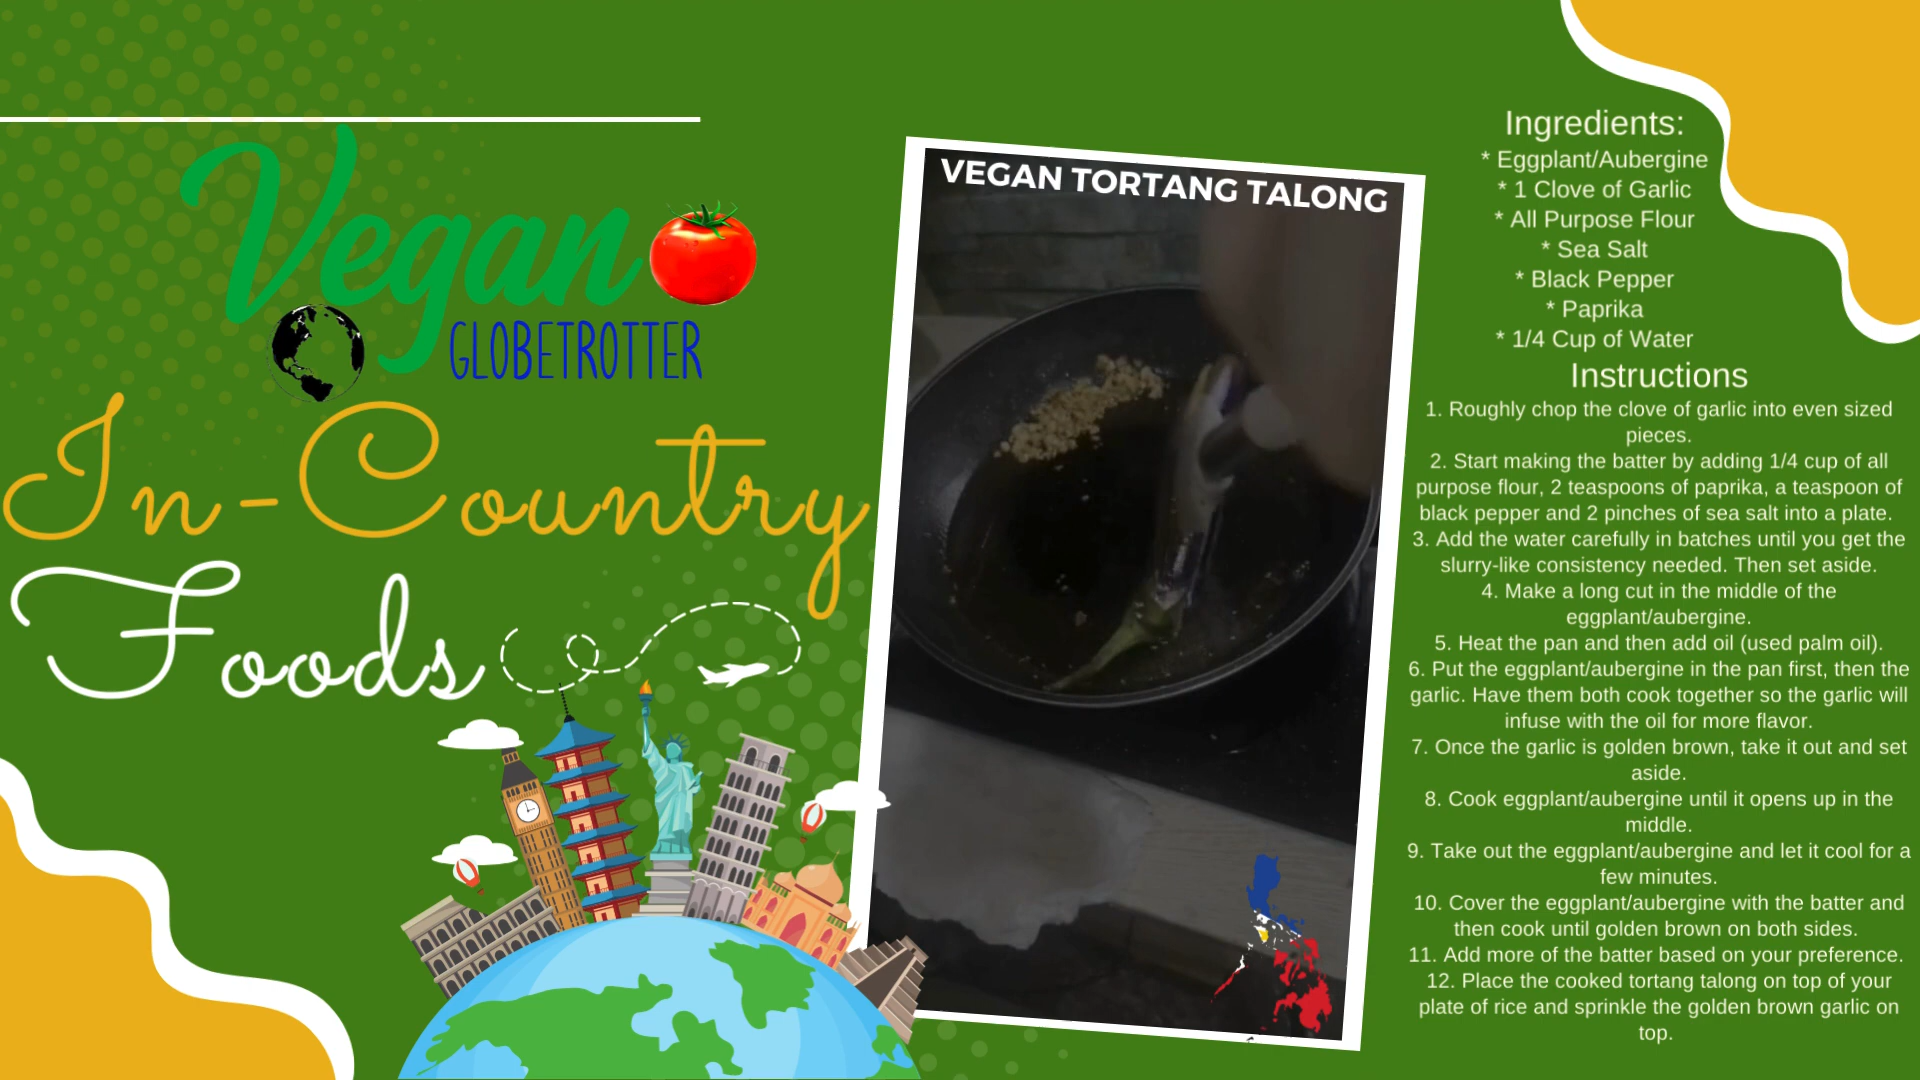 Vegan
GLOBETROTTER
In-Country
Foods
VEGAN TORTANG TALONG
Ingredients:
* Eggplant/Aubergine
* 1 Clove of Garlic
* All Purpose Flour
* Sea Salt
* Black Pepper
* Paprika
* 1/4 Cup of Water
Instructions
1. Roughly chop the clove of garlic into even sized
pieces.
2. Start making the batter by adding 1/4 cup of all
purpose flour, 2 teaspoons of paprika, a teaspoon of
black pepper and 2 pinches of sea salt into a plate.
3. Add the water carefully in batches until you get the
slurry-like consistency needed. Then set aside.
4. Make a long cut in the middle of the
eggplant/aubergine.
5. Heat the pan and then add oil (used palm oil).
6. Put the eggplant/aubergine in the pan first, then the
garlic. Have them both cook together so the garlic will
infuse with the oil for more flavor.
7. Once the garlic is golden brown, take it out and set
aside.
8. Cook eggplant/aubergine until it opens up in the
middle.
9. Take out the eggplant/aubergine and let it cool for a
few minutes.
10. Cover the eggplant/aubergine with the batter and
then cook until golden brown on both sides.
11. Add more of the batter based on your preference.
12. Place the cooked tortang talong on top of your
plate of rice and sprinkle the golden brown garlic on
top.